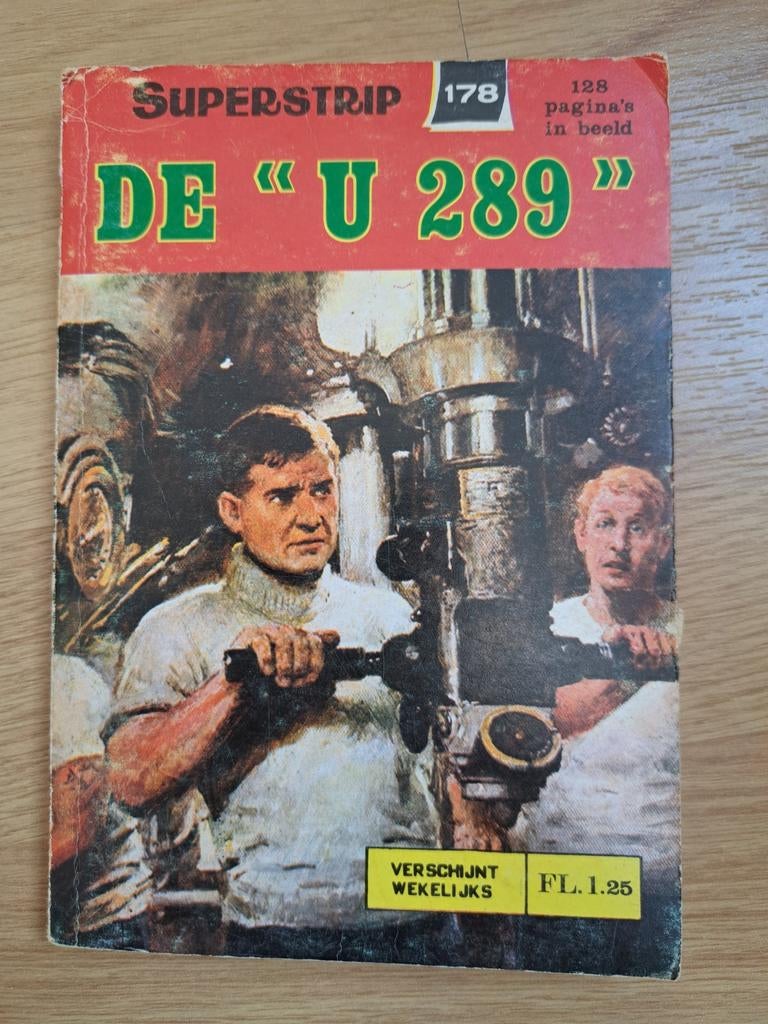 SUPERSTRIP
178
128
pagina's
in beeld
DE « U 289 »
VERSCHIJNT
WEKELIJKS
FL. 1.25